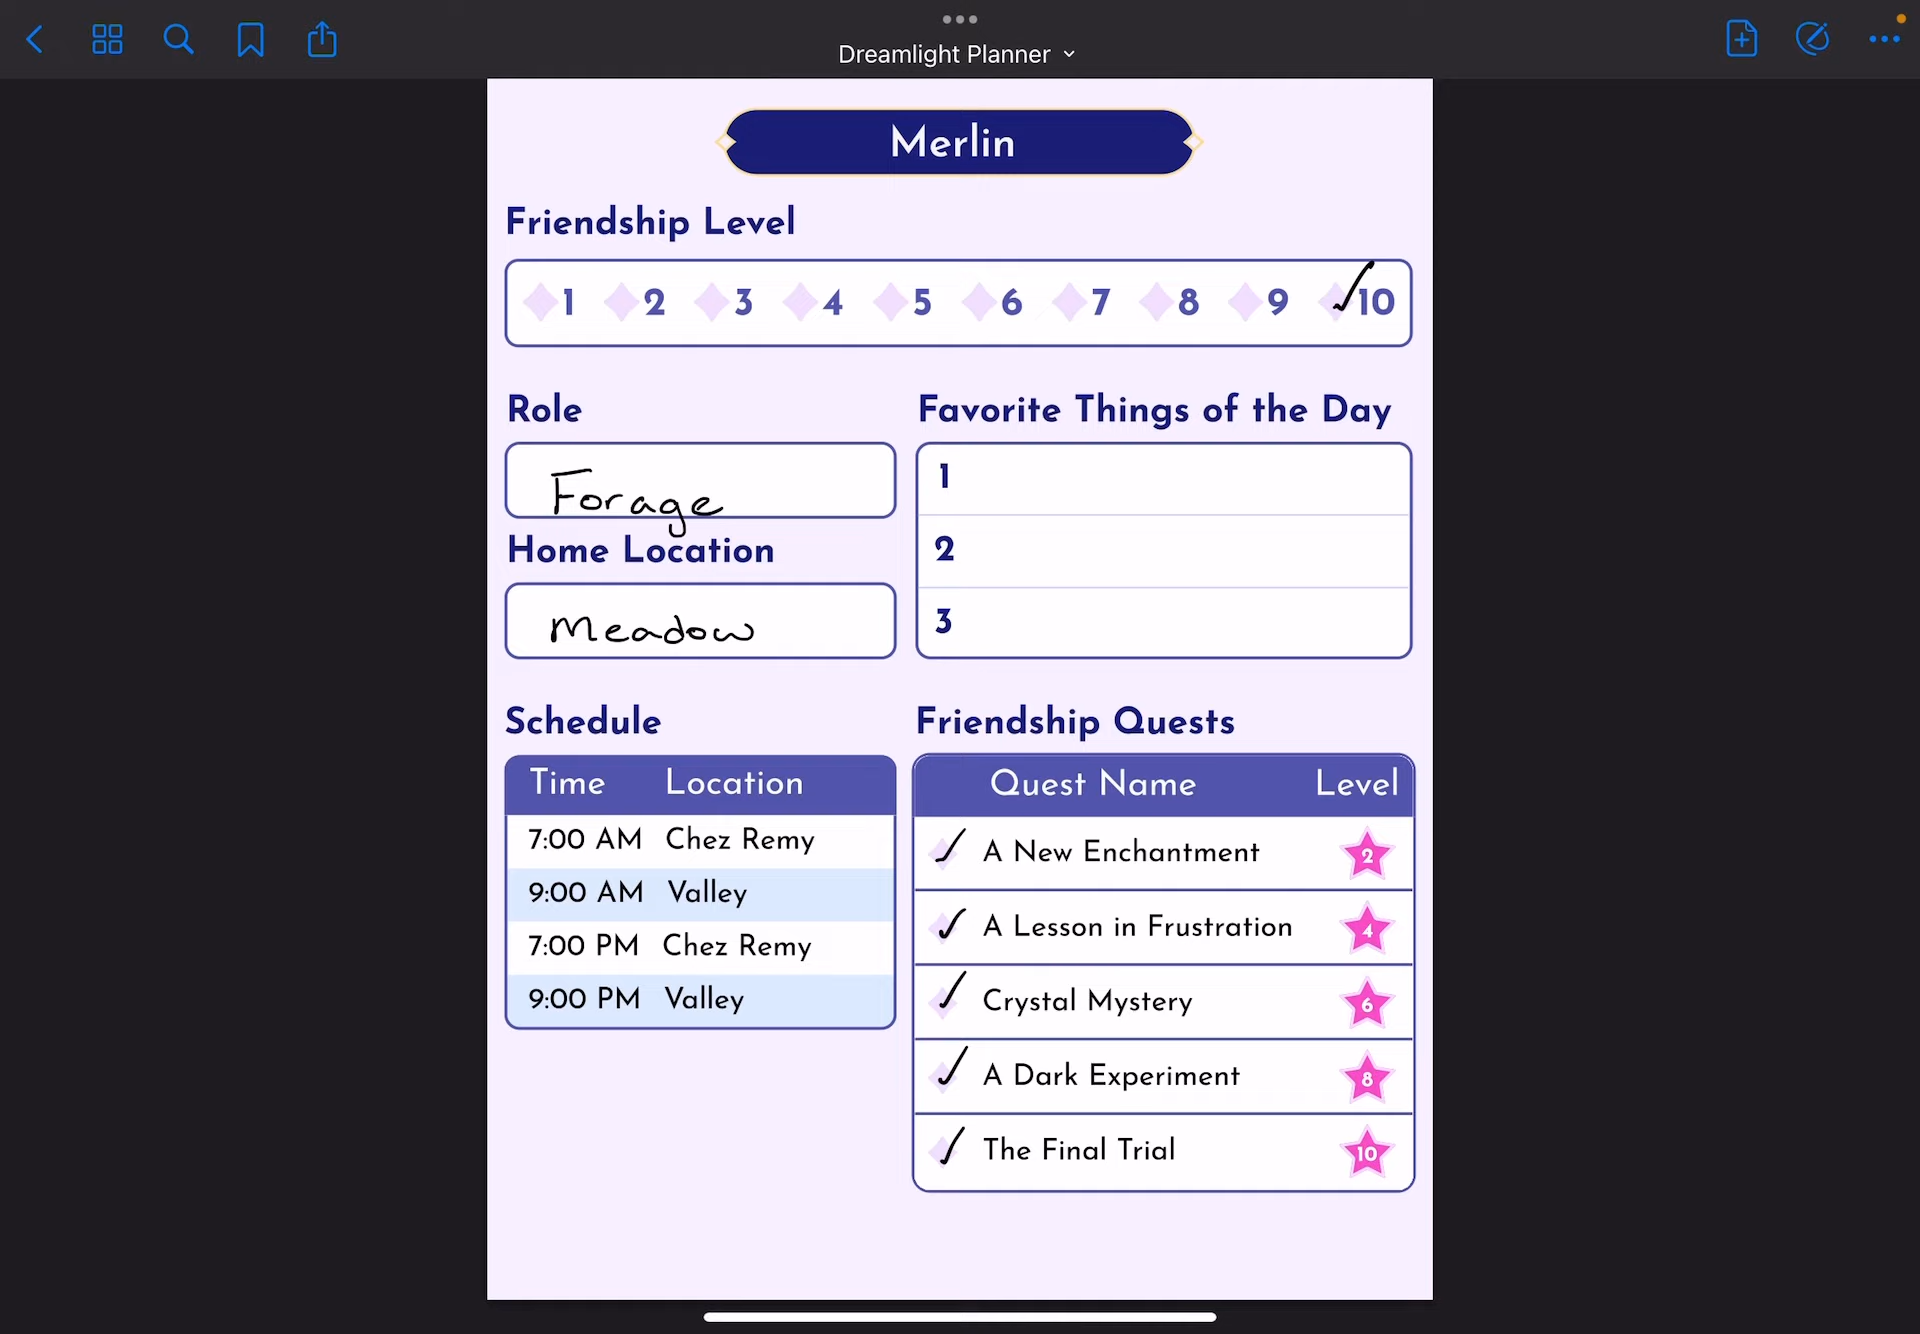 Dreamlight Planner
Merlin
Friendship Level
1 2 3 4 5 6 7 8 9 10
Role
Forage
Home Location
Meadow
Favorite Things of the Day
1
2
3
Schedule
Time Location
7:00 AM Chez Remy
9:00 AM Valley
7:00 PM Chez Remy
9:00 PM Valley
Friendship Quests
Quest Name Level
A New Enchantment 2
A Lesson in Frustration 4
Crystal Mystery 6
A Dark Experiment 8
The Final Trial 10